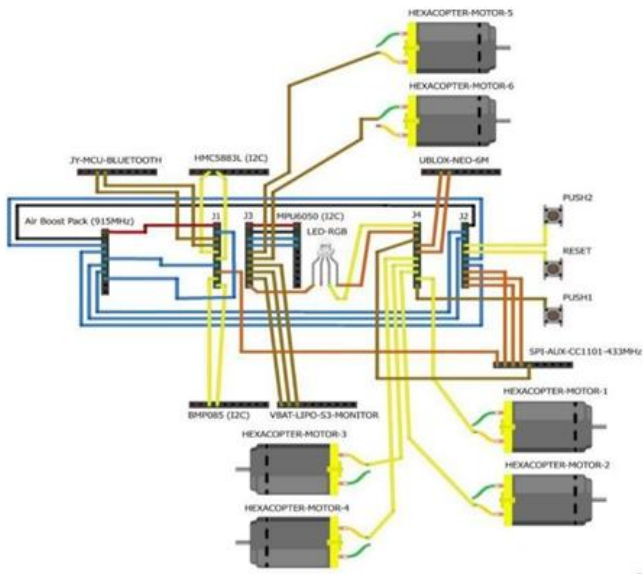 HEXACOPTER-MOTOR-5
HEXACOPTER-MOTOR-6
JY-MCU-BLUETOOTH
HMC5883L (I2C)
UBLOX-NEO-6M
PUSH2
Air Boost Pack (915MHz)
J1
J3
MPU6050 (I2C)
J4
J2
LED-RGB
RESET
PUSH1
SPI-AUX-CC1101-433MHz
BMP085 (I2C)
VBAT-LIPO-S3-MONITOR
HEXACOPTER-MOTOR-1
HEXACOPTER-MOTOR-3
HEXACOPTER-MOTOR-2
HEXACOPTER-MOTOR-4